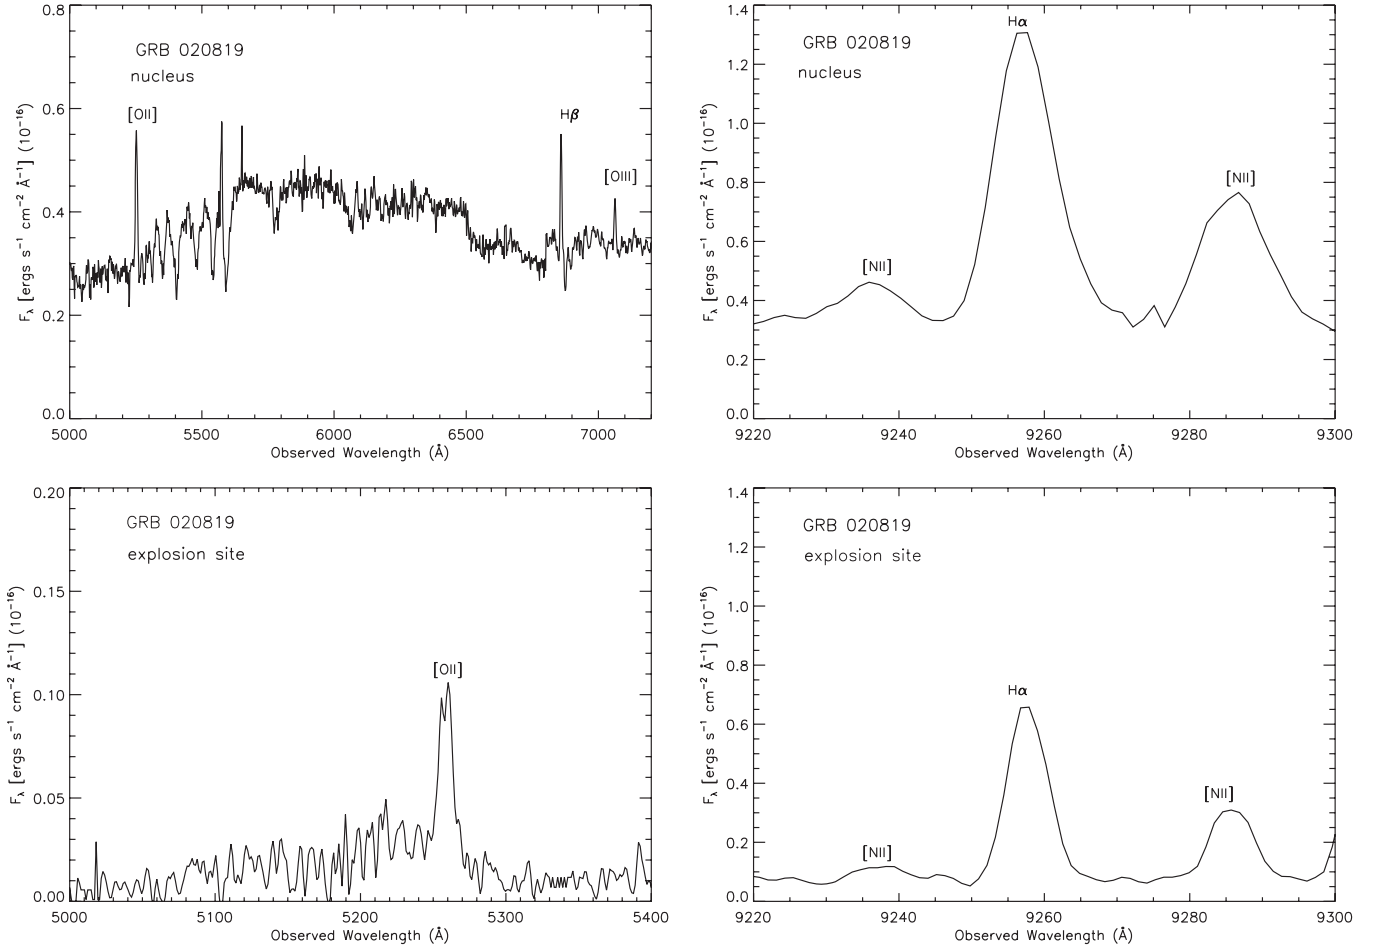 GRB 020819
nucleus
[OII]
Hβ
[OIII]
0.8
0.6
0.4
0.2
0.0
5000 5500 6000 6500 7000
Observed Wavelength (Å)
Fλ [ergs s⁻¹ cm⁻² Å⁻¹] (10⁻¹⁶)
GRB 020819
nucleus
Hα
[NII]
[NII]
1.4
1.2
1.0
0.8
0.6
0.4
0.2
0.0
9220 9240 9260 9280 9300
Observed Wavelength (Å)
Fλ [ergs s⁻¹ cm⁻² Å⁻¹] (10⁻¹⁶)
GRB 020819
explosion site
[OII]
0.20
0.15
0.10
0.05
0.00
5000 5100 5200 5300 5400
Observed Wavelength (Å)
Fλ [ergs s⁻¹ cm⁻² Å⁻¹] (10⁻¹⁶)
GRB 020819
explosion site
Hα
[NII]
[NII]
1.4
1.2
1.0
0.8
0.6
0.4
0.2
0.0
9220 9240 9260 9280 9300
Observed Wavelength (Å)
Fλ [ergs s⁻¹ cm⁻² Å⁻¹] (10⁻¹⁶)